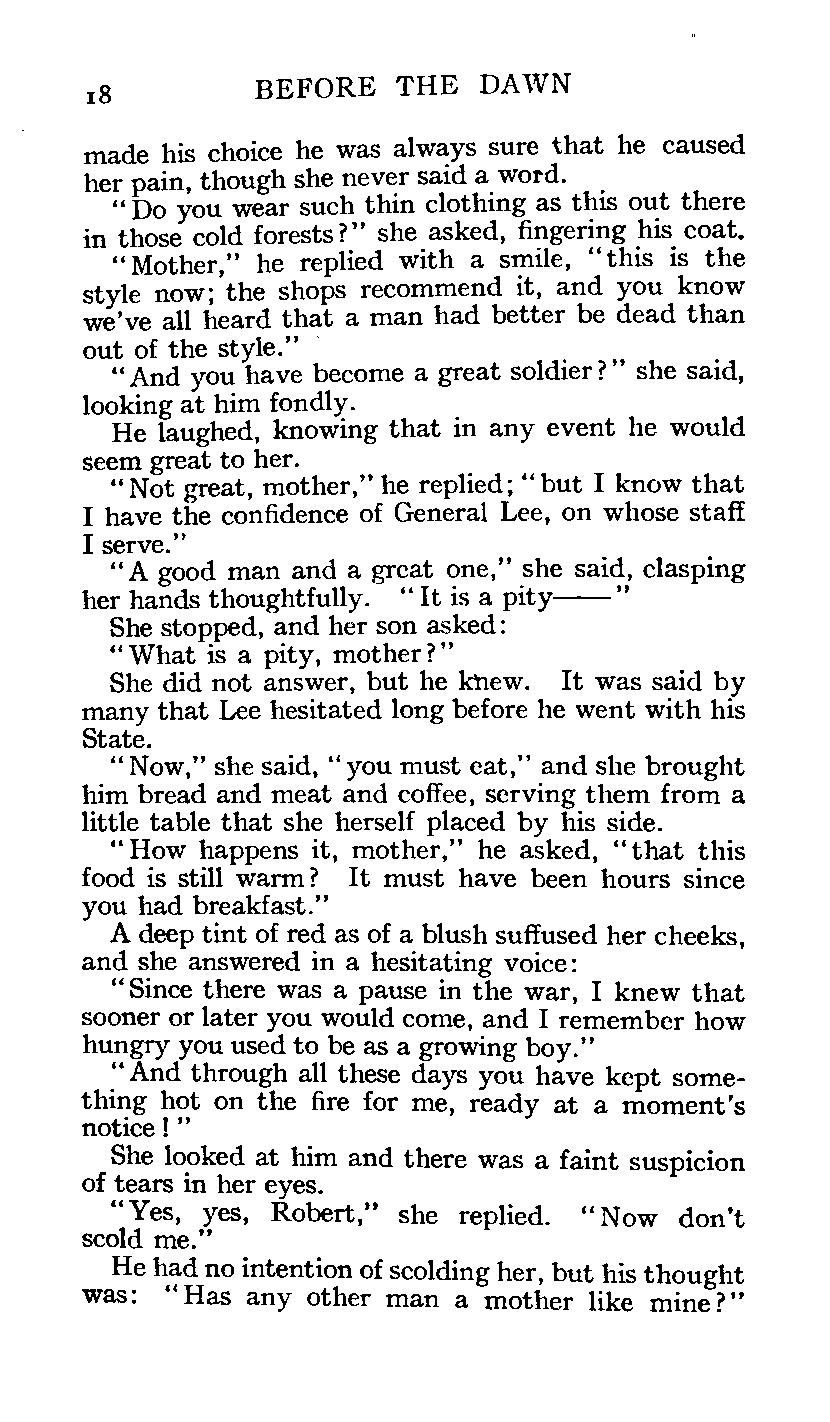 18 BEFORE THE DAWN
made his choice he was always sure that he caused
her pain, though she never said a word.
"Do you wear such thin clothing as this out there
in those cold forests?" she asked, fingering his coat.
"Mother," he replied with a smile, "this is the
style now; the shops recommend it, and you know
we've all heard that a man had better be dead than
out of the style."
"And you have become a great soldier?" she said,
looking at him fondly.
He laughed, knowing that in any event he would
seem great to her.
"Not great, mother," he replied; "but I know that
I have the confidence of General Lee, on whose staff
I serve."
"A good man and a great one," she said, clasping
her hands thoughtfully. "It is a pity——"
She stopped, and her son asked:
"What is a pity, mother?"
She did not answer, but he knew. It was said by
many that Lee hesitated long before he went with his
State.
"Now," she said, "you must eat," and she brought
him bread and meat and coffee, serving them from a
little table that she herself placed by his side.
"How happens it, mother," he asked, "that this
food is still warm? It must have been hours since
you had breakfast."
A deep tint of red as of a blush suffused her cheeks,
and she answered in a hesitating voice:
"Since there was a pause in the war, I knew that
sooner or later you would come, and I remember how
hungry you used to be as a growing boy."
"And through all these days you have kept some-
thing hot on the fire for me, ready at a moment's
notice!"
She looked at him and there was a faint suspicion
of tears in her eyes.
"Yes, yes, Robert," she replied. "Now don't
scold me."
He had no intention of scolding her, but his thought
was: "Has any other man a mother like mine?"